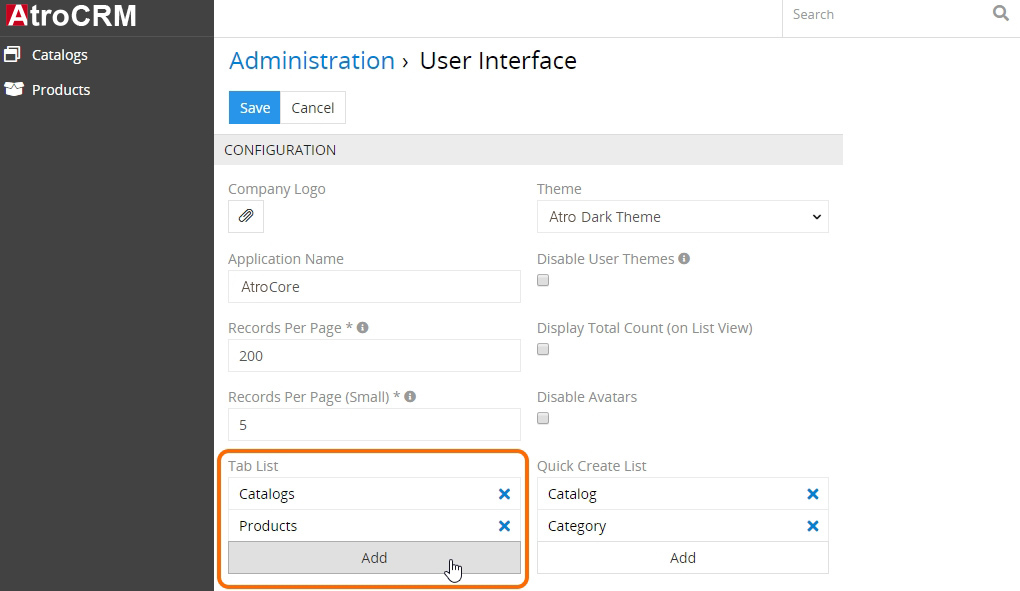 AtroCRM
Search
Catalogs
Products
Administration › User Interface
Save
Cancel
CONFIGURATION
Company Logo
Theme
Atro Dark Theme
Application Name
AtroCore
Disable User Themes
Records Per Page *
200
Display Total Count (on List View)
Records Per Page (Small) *
5
Disable Avatars
Tab List
Catalogs
Products
Add
Quick Create List
Catalog
Category
Add